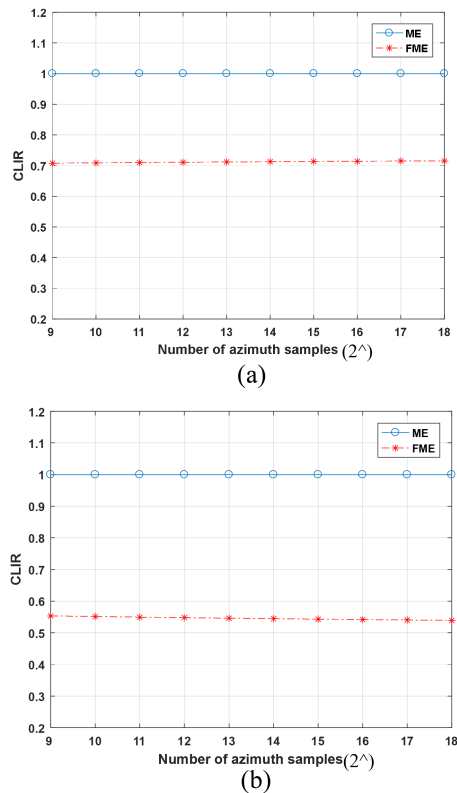 1.2
1.1
1
0.9
0.8
0.7
0.6
0.5
0.4
0.3
0.2
CLIR
ME
FME
9 10 11 12 13 14 15 16 17 18
Number of azimuth samples (2^)
(a)
1.2
1.1
1
0.9
0.8
0.7
0.6
0.5
0.4
0.3
0.2
CLIR
ME
FME
9 10 11 12 13 14 15 16 17 18
Number of azimuth samples(2^)
(b)